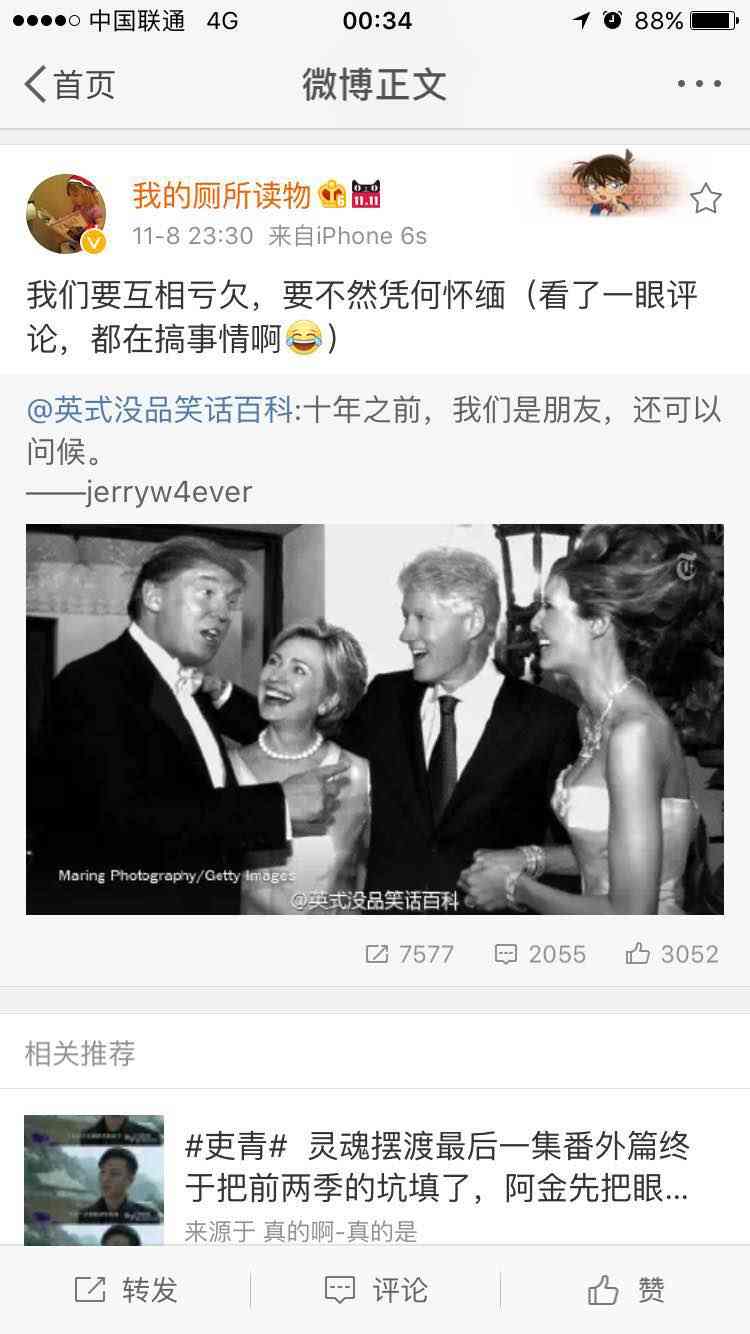 中国联通 4G 00:34 88%
首页 微博正文
我的厕所读物
11.11
11-8 23:30 来自iPhone 6s
我们要互相亏欠，要不然凭何怀缅（看了一眼评
论，都在搞事情啊😂）
@英式没品笑话百科:十年之前，我们是朋友，还可以
问候。
——jerryw4ever
Maring Photography/Getty Images
@英式没品笑话百科
7577 2055 3052
相关推荐
#吏青# 灵魂摆渡最后一集番外篇终
于把前两季的坑填了，阿金先把眼...
来源于 真的啊-真的是
转发 评论 赞